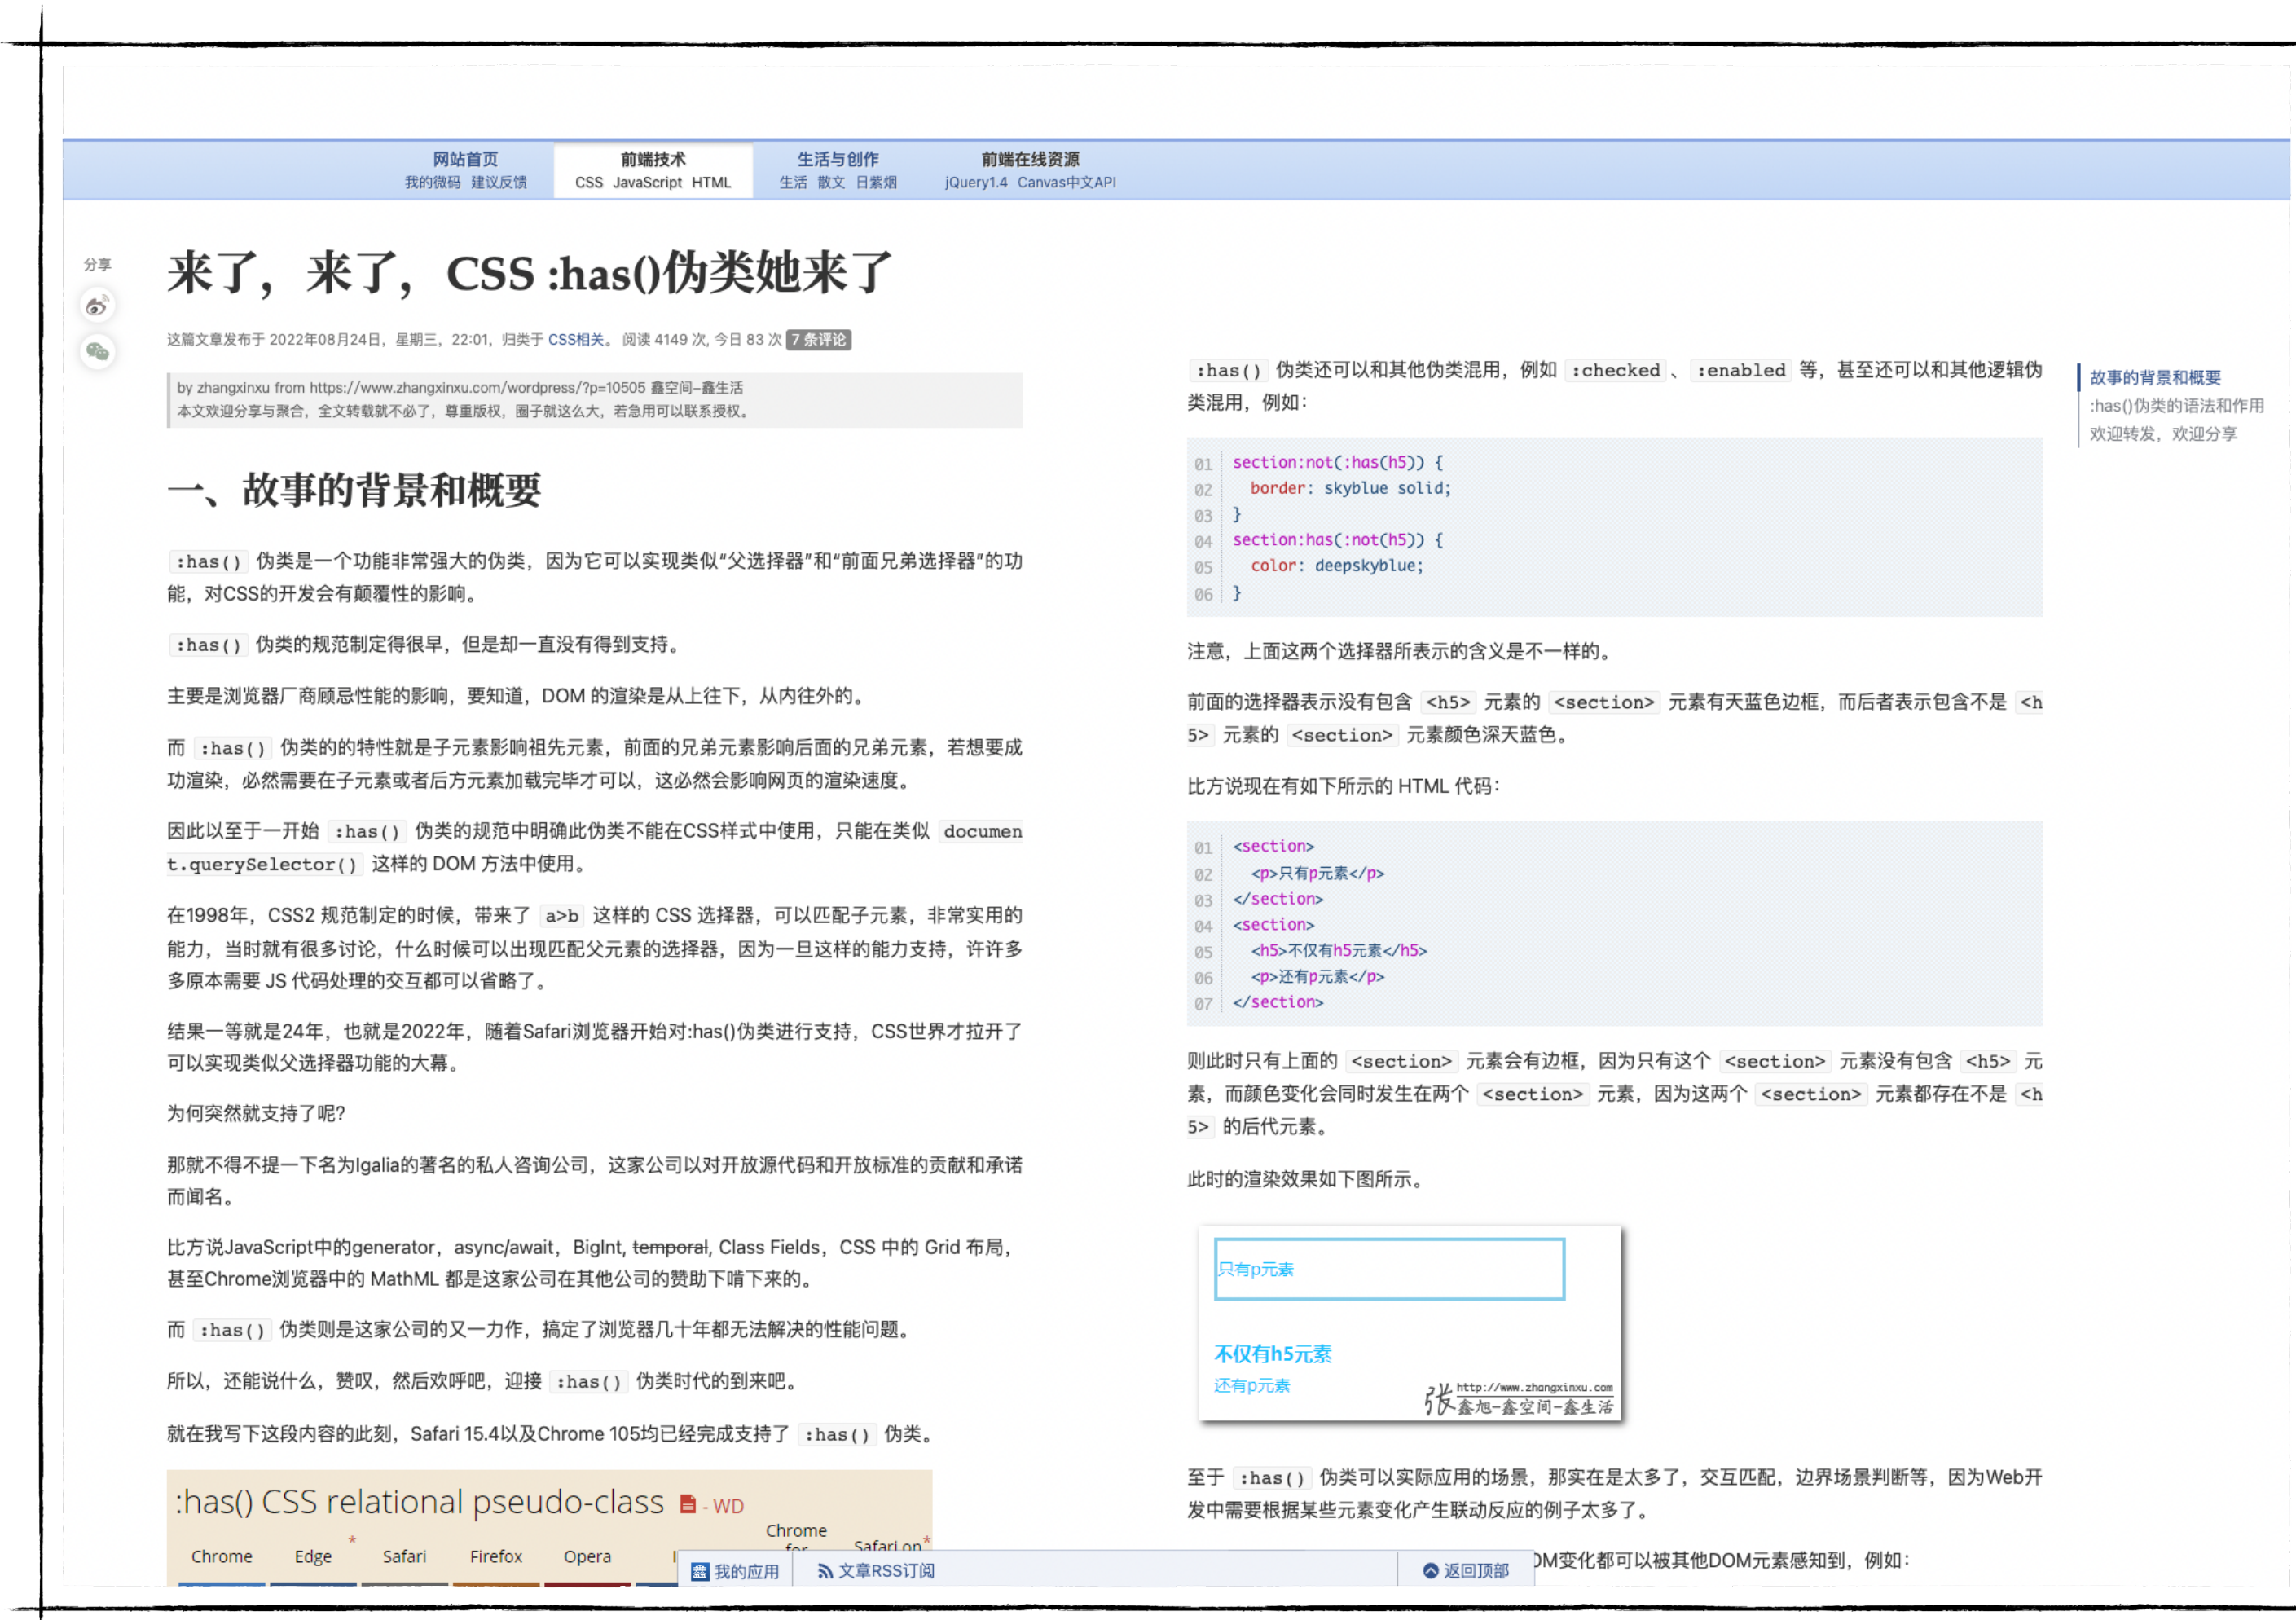 网站首页
我的微码 建议反馈
前端技术
CSS JavaScript HTML
生活与创作
生活 散文 日紫烟
前端在线资源
jQuery1.4 Canvas中文API
分享
来了，来了，CSS :has()伪类她来了
这篇文章发布于 2022年08月24日，星期三，22:01，归类于 CSS相关。 阅读 4149 次, 今日 83 次 7 条评论
by zhangxinxu from https://www.zhangxinxu.com/wordpress/?p=10505 鑫空间-鑫生活
本文欢迎分享与聚合，全文转载就不必了，尊重版权，圈子就这么大，若急用可以联系授权。
一、故事的背景和概要
:has() 伪类是一个功能非常强大的伪类，因为它可以实现类似“父选择器”和“前面兄弟选择器”的功
能，对CSS的开发会有颠覆性的影响。
:has() 伪类的规范制定得很早，但是却一直没有得到支持。
主要是浏览器厂商顾忌性能的影响，要知道，DOM 的渲染是从上往下，从内往外的。
而 :has() 伪类的的特性就是子元素影响祖先元素，前面的兄弟元素影响后面的兄弟元素，若想要成
功渲染，必然需要在子元素或者后方元素加载完毕才可以，这必然会影响网页的渲染速度。
因此以至于一开始 :has() 伪类的规范中明确此伪类不能在CSS样式中使用，只能在类似 documen
t.querySelector() 这样的 DOM 方法中使用。
在1998年，CSS2 规范制定的时候，带来了 a>b 这样的 CSS 选择器，可以匹配子元素，非常实用的
能力，当时就有很多讨论，什么时候可以出现匹配父元素的选择器，因为一旦这样的能力支持，许许多
多原本需要 JS 代码处理的交互都可以省略了。
结果一等就是24年，也就是2022年，随着Safari浏览器开始对:has()伪类进行支持，CSS世界才拉开了
可以实现类似父选择器功能的大幕。
为何突然就支持了呢？
那就不得不提一下名为Igalia的著名的私人咨询公司，这家公司以对开放源代码和开放标准的贡献和承诺
而闻名。
比方说JavaScript中的generator，async/await，BigInt, temporal, Class Fields，CSS 中的 Grid 布局，
甚至Chrome浏览器中的 MathML 都是这家公司在其他公司的赞助下啃下来的。
而 :has() 伪类则是这家公司的又一力作，搞定了浏览器几十年都无法解决的性能问题。
所以，还能说什么，赞叹，然后欢呼吧，迎接 :has() 伪类时代的到来吧。
就在我写下这段内容的此刻，Safari 15.4以及Chrome 105均已经完成支持了 :has() 伪类。
:has() CSS relational pseudo-class - WD
Chrome
Edge *
Safari
Firefox
Opera
Chrome
for
Safari on*
我的应用
文章RSS订阅
返回顶部
:has() 伪类还可以和其他伪类混用，例如 :checked 、 :enabled 等，甚至还可以和其他逻辑伪
类混用，例如：
01 section:not(:has(h5)) {
02 border: skyblue solid;
03 }
04 section:has(:not(h5)) {
05 color: deepskyblue;
06 }
注意，上面这两个选择器所表示的含义是不一样的。
前面的选择器表示没有包含 <h5> 元素的 <section> 元素有天蓝色边框，而后者表示包含不是 <h
5> 元素的 <section> 元素颜色深天蓝色。
比方说现在有如下所示的 HTML 代码：
01 <section>
02 <p>只有p元素</p>
03 </section>
04 <section>
05 <h5>不仅有h5元素</h5>
06 <p>还有p元素</p>
07 </section>
则此时只有上面的 <section> 元素会有边框，因为只有这个 <section> 元素没有包含 <h5> 元
素，而颜色变化会同时发生在两个 <section> 元素，因为这两个 <section> 元素都存在不是 <h
5> 的后代元素。
此时的渲染效果如下图所示。
只有p元素
不仅有h5元素
还有p元素
张 http://www.zhangxinxu.com
鑫旭-鑫空间-鑫生活
至于 :has() 伪类可以实际应用的场景，那实在是太多了，交互匹配，边界场景判断等，因为Web开
发中需要根据某些元素变化产生联动反应的例子太多了。
OM变化都可以被其他DOM元素感知到，例如：
故事的背景和概要
:has()伪类的语法和作用
欢迎转发，欢迎分享